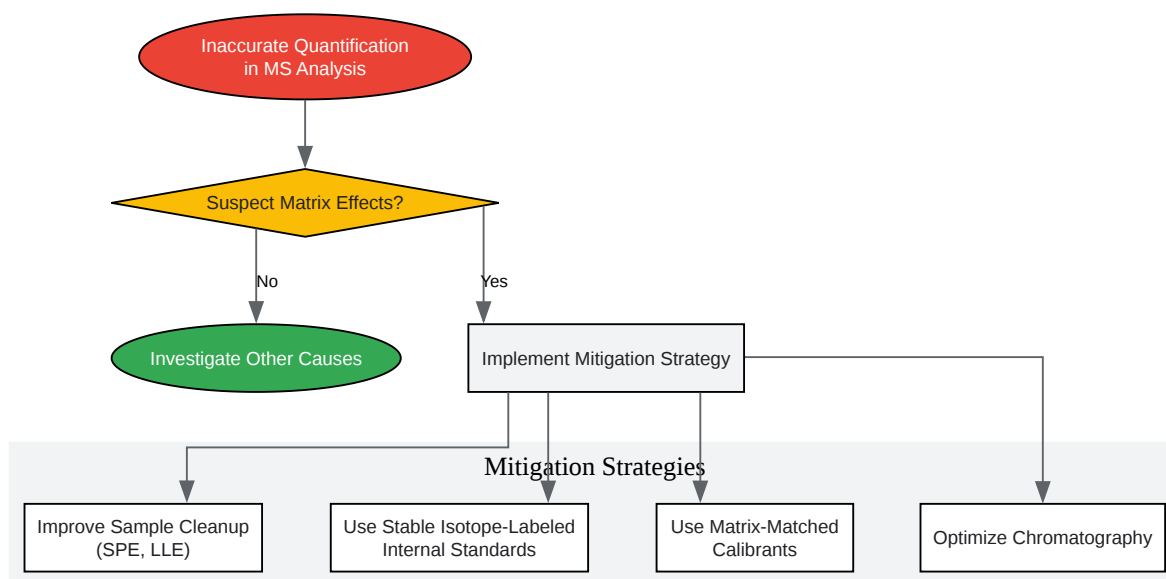 Inaccurate Quantification
in MS Analysis
Suspect Matrix Effects?
No
Yes
Investigate Other Causes
Implement Mitigation Strategy
Mitigation Strategies
Improve Sample Cleanup
(SPE, LLE)
Use Stable Isotope-Labeled
Internal Standards
Use Matrix-Matched
Calibrants
Optimize Chromatography